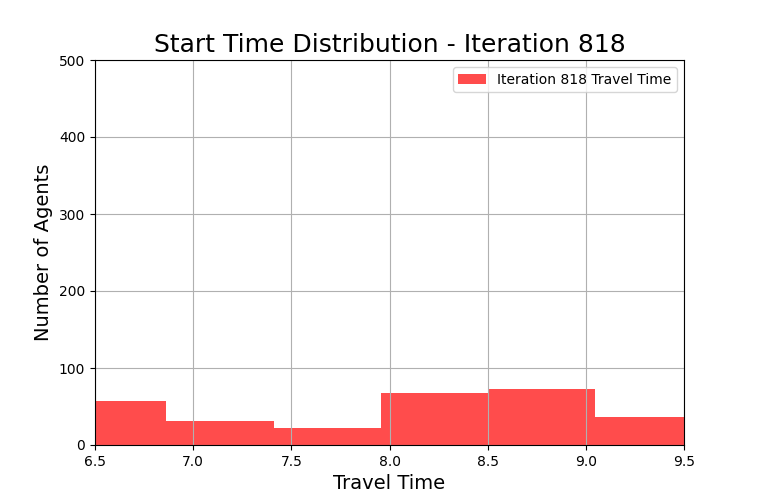 Start Time Distribution - Iteration 818
500
Iteration 818 Travel Time
400
300
200
100
0
Number of Agents
6.5 7.0 7.5 8.0 8.5 9.0 9.5
Travel Time